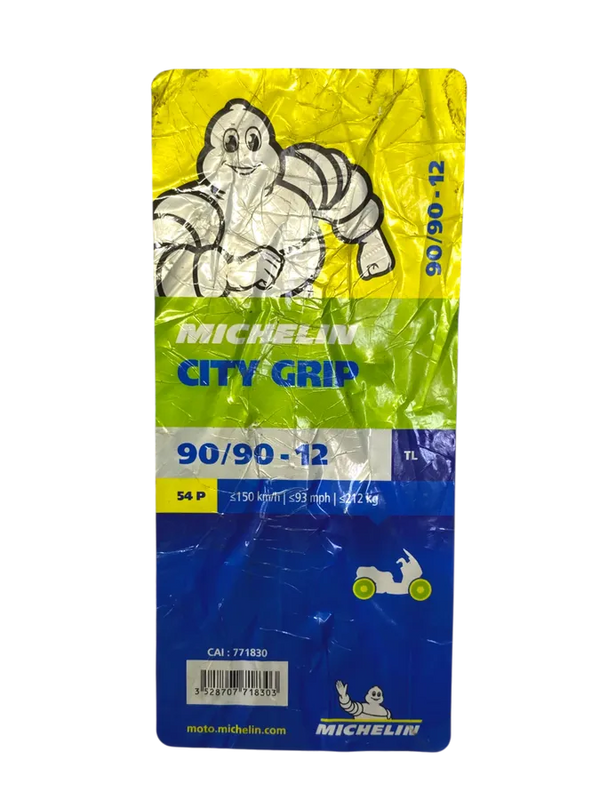 90/90 - 12
MICHELIN
CITY GRIP
90/90 - 12
TL
54 P
≤150 km/h | ≤93 mph | ≤212 kg
CAI : 771830
3 528707 718303
moto.michelin.com
MICHELIN